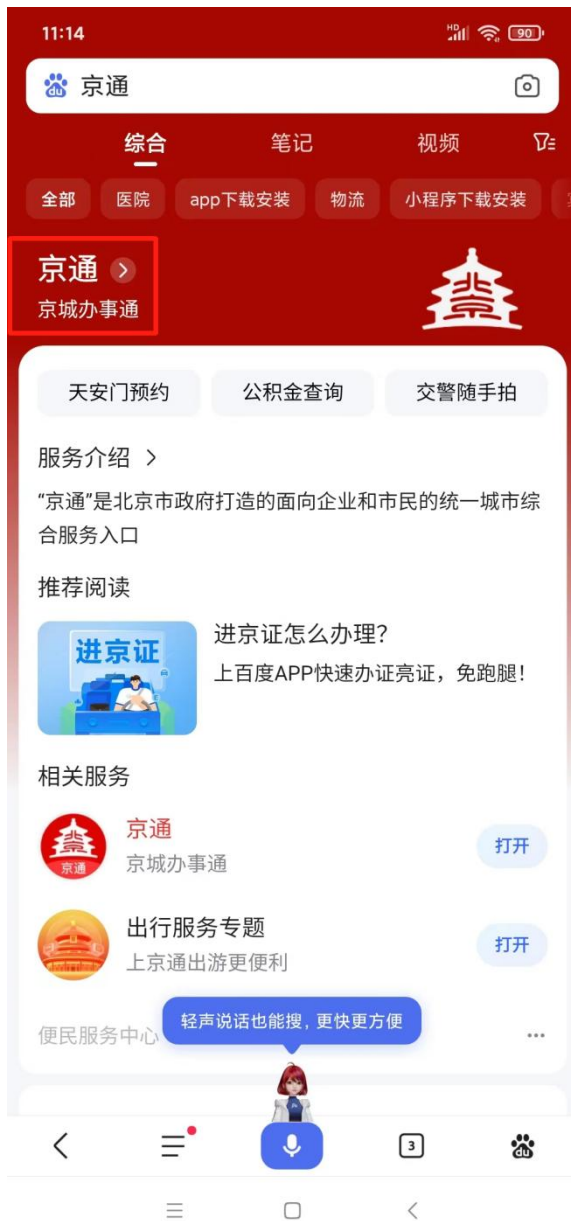 11:14
HD
90
京通
综合
笔记
视频
全部
医院
app下载安装
物流
小程序下载安装
京通
京城办事通
北京
天安门预约
公积金查询
交警随手拍
服务介绍
“京通”是北京市政府打造的面向企业和市民的统一城市综
合服务入口
推荐阅读
进京证
进京证怎么办理?
上百度APP快速办证亮证，免跑腿!
相关服务
京通
京通
京城办事通
打开
出行服务专题
上京通出游更便利
打开
轻声说话也能搜，更快更方便
便民服务中心
3
du